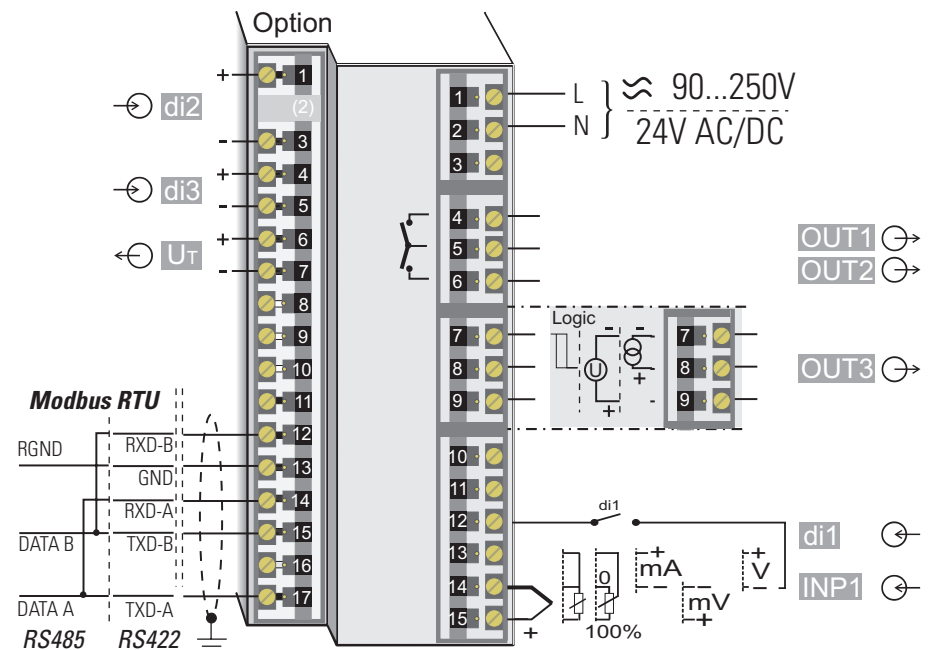 Option
+ 1
di2
(2)
- 3
+ 4
di3
- 5
+ 6
UT
- 7
8
9
10
11
12
13
14
15
16
17
Modbus RTU
RGND
RXD-B
GND
RXD-A
DATA B
TXD-B
DATA A
TXD-A
RS485
RS422
1
2
3
4
5
6
7
8
9
10
11
12
13
14
15
+
L
N
≂ 90...250V
24V AC/DC
OUT1
OUT2
Logic
- -
U
+ +
-
7
8
9
OUT3
di1
di1
0
100%
+
mA
-
-
mV
+
+
V
-
INP1